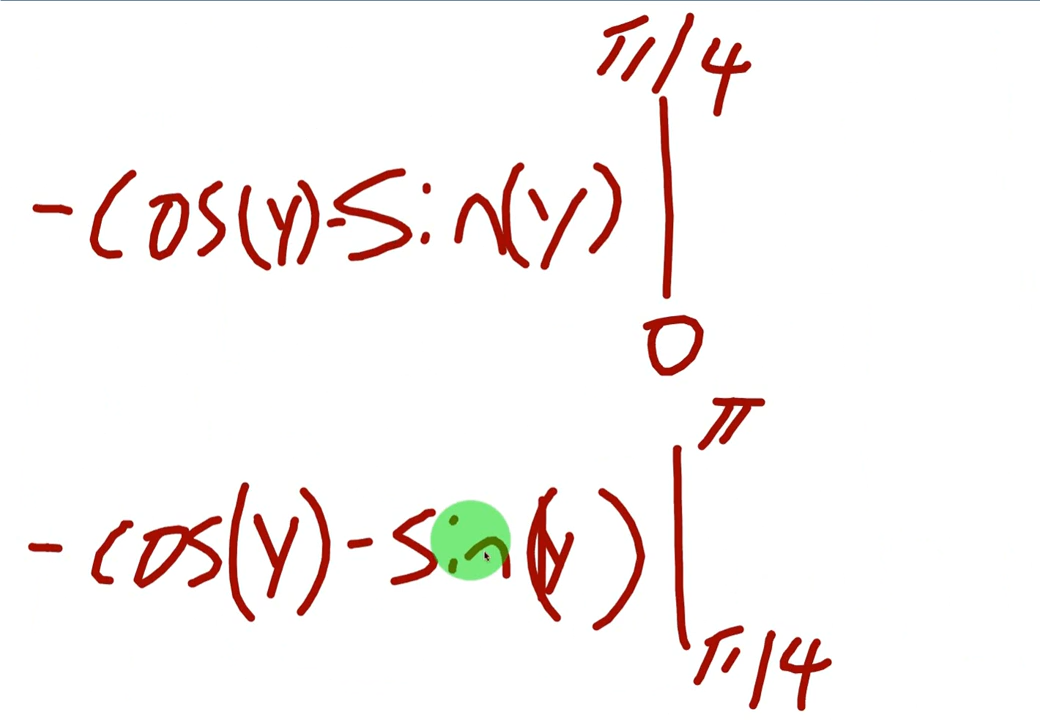 π/4
-cos(y)-sin(y)
0
π
-cos(y)-sin(y)
π/4